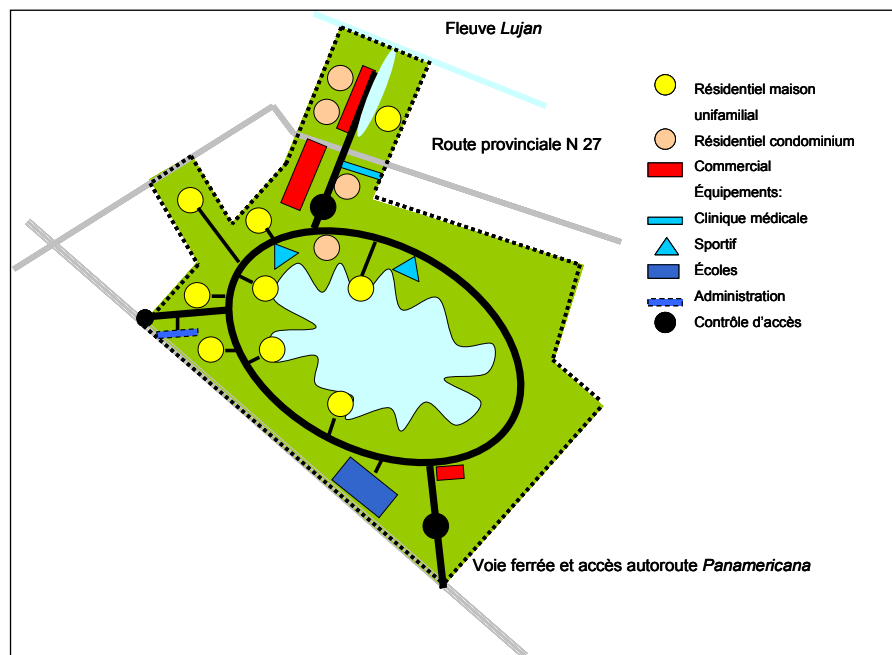 Fleuve Lujan
Route provinciale N 27
Résidentiel maison
unifamilial
Résidentiel condominium
Commercial
Équipements:
Clinique médicale
Sportif
Écoles
Administration
Contrôle d'accès
Voie ferrée et accès autoroute Panamericana